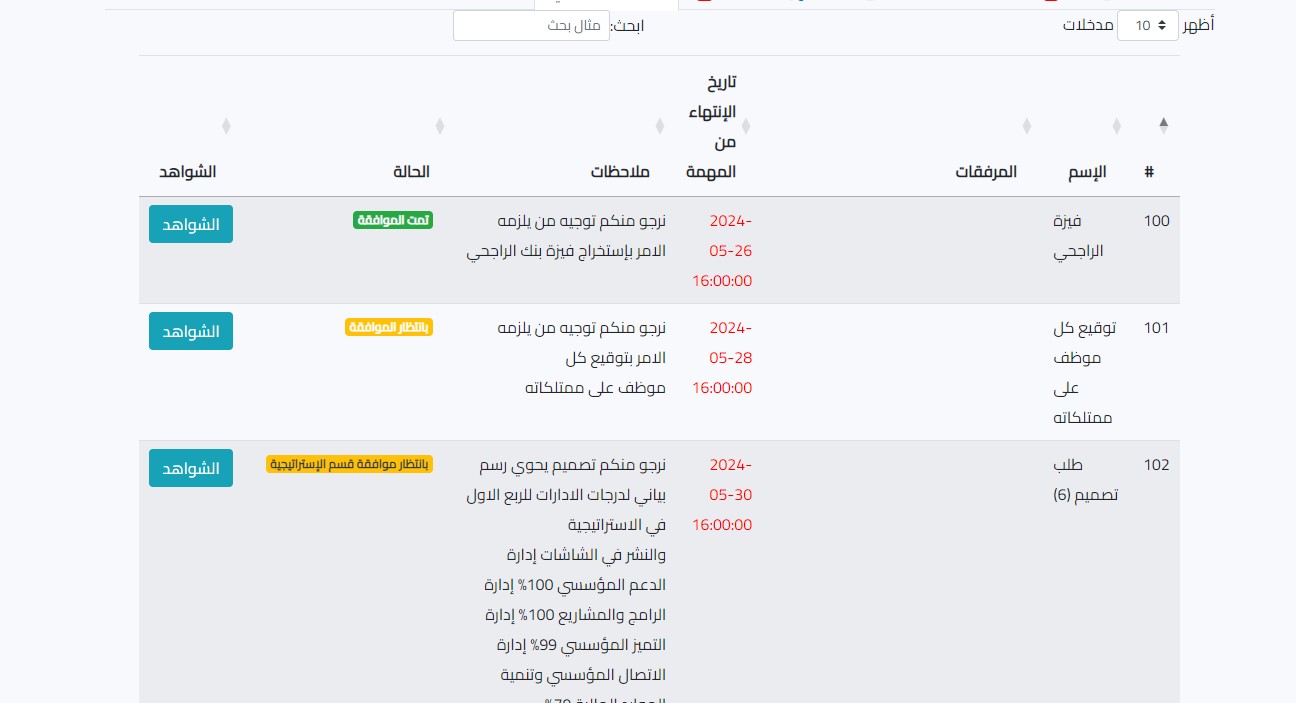 أظهر 10 مدخلات
ابحث: مثال بحث
# الإسم المرفقات تاريخ الإنتهاء من المهمة ملاحظات الحالة الشواهد
100
فيزة
الراجحي
2024-
05-26
16:00:00
نرجو منكم توجيه من يلزمه
الامر بإستخراج فيزة بنك الراجحي
تمت الموافقة
الشواهد
101
توقيع كل
موظف
على
ممتلكاته
2024-
05-28
16:00:00
نرجو منكم توجيه من يلزمه
الامر بتوقيع كل
موظف على ممتلكاته
بانتظار الموافقة
الشواهد
102
طلب
تصميم (6)
2024-
05-30
16:00:00
نرجو منكم تصميم يحوي رسم
بياني لدرجات الادارات للربع الاول
في الاستراتيجية
والنشر في الشاشات إدارة
الدعم المؤسسي 100% إدارة
الرامج والمشاريع 100% إدارة
التميز المؤسسي 99% إدارة
الاتصال المؤسسي وتنمية
بانتظار موافقة قسم الإستراتيجية
الشواهد